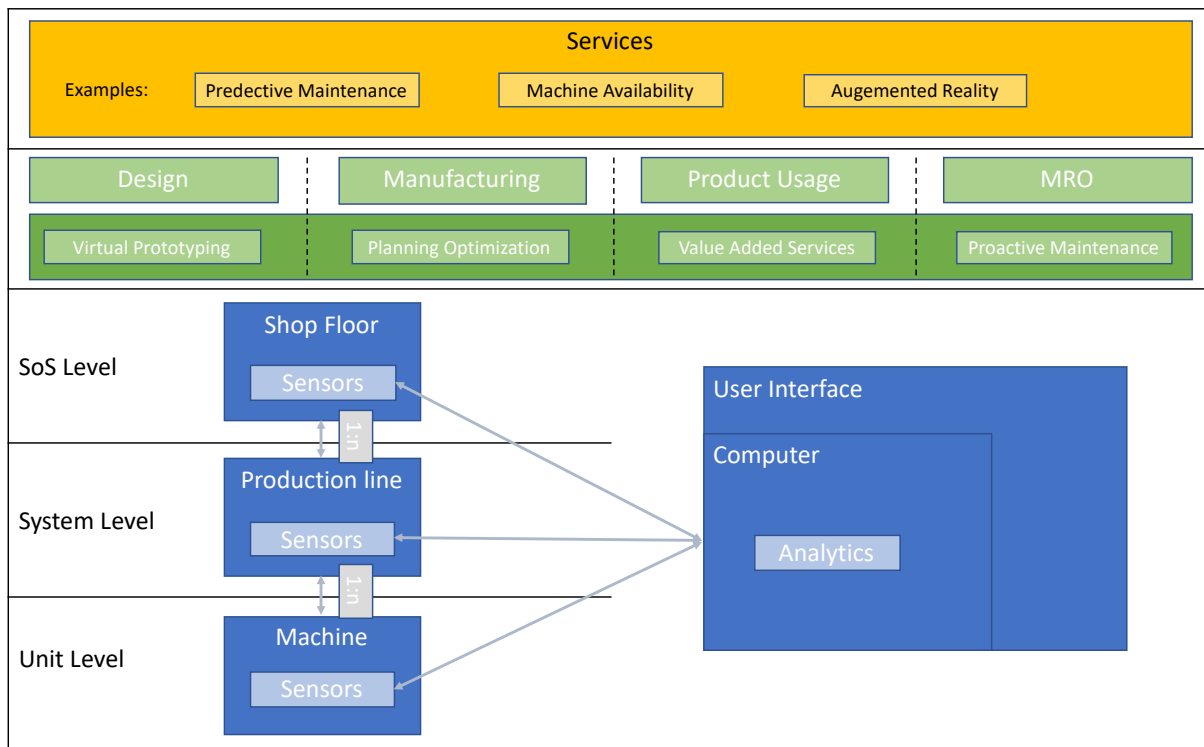 Services
Examples:
Predective Maintenance
Machine Availability
Augemented Reality
Design
Manufacturing
Product Usage
MRO
Virtual Prototyping
Planning Optimization
Value Added Services
Proactive Maintenance
SoS Level
Shop Floor
Sensors
1:n
System Level
Production line
Sensors
1:n
Unit Level
Machine
Sensors
User Interface
Computer
Analytics